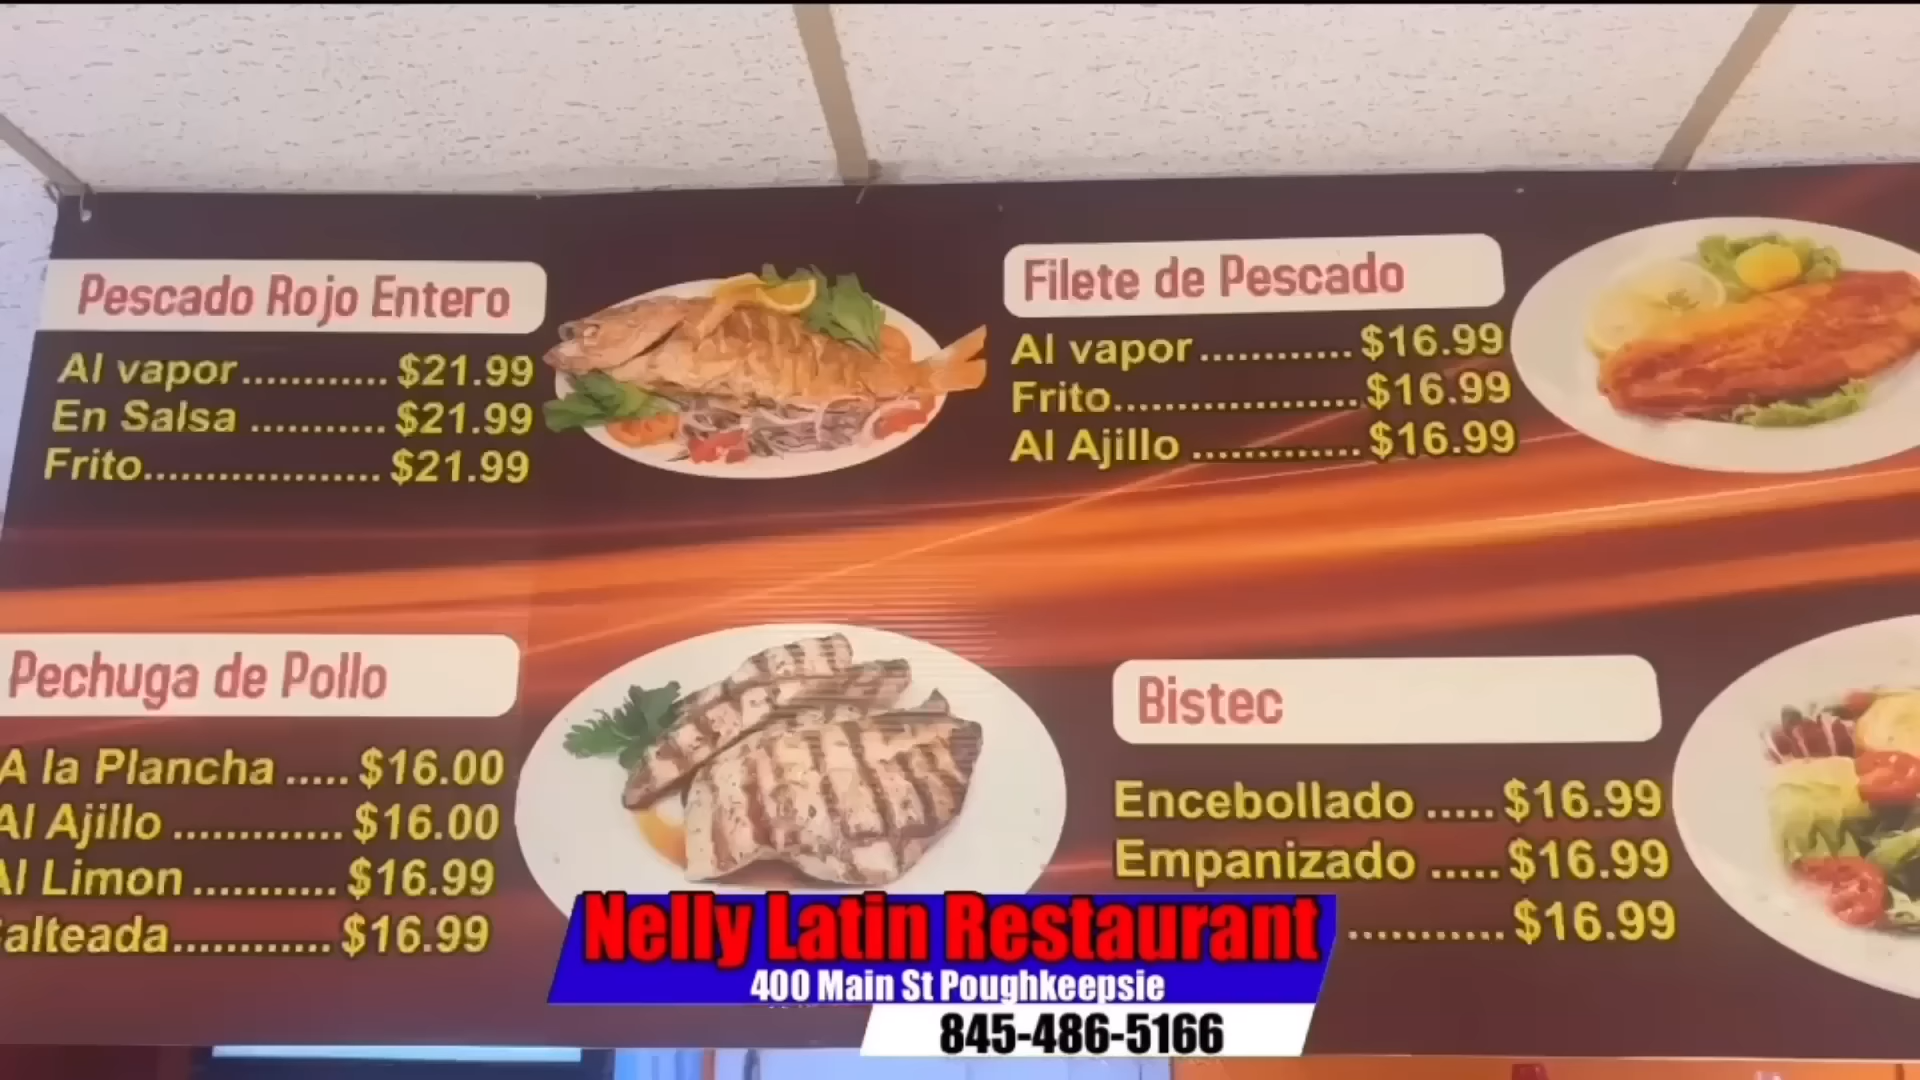 Pescado Rojo Entero
Al vapor............ $21.99
En Salsa ........... $21.99
Frito................... $21.99
Filete de Pescado
Al vapor............ $16.99
Frito................... $16.99
Al Ajillo ............. $16.99
Pechuga de Pollo
A la Plancha ..... $16.00
Al Ajillo ............. $16.00
Al Limon ........... $16.99
alteada............ $16.99
Bistec
Encebollado ..... $16.99
Empanizado ..... $16.99
........... $16.99
Nelly Latin Restaurant
400 Main St Poughkeepsie
845-486-5166